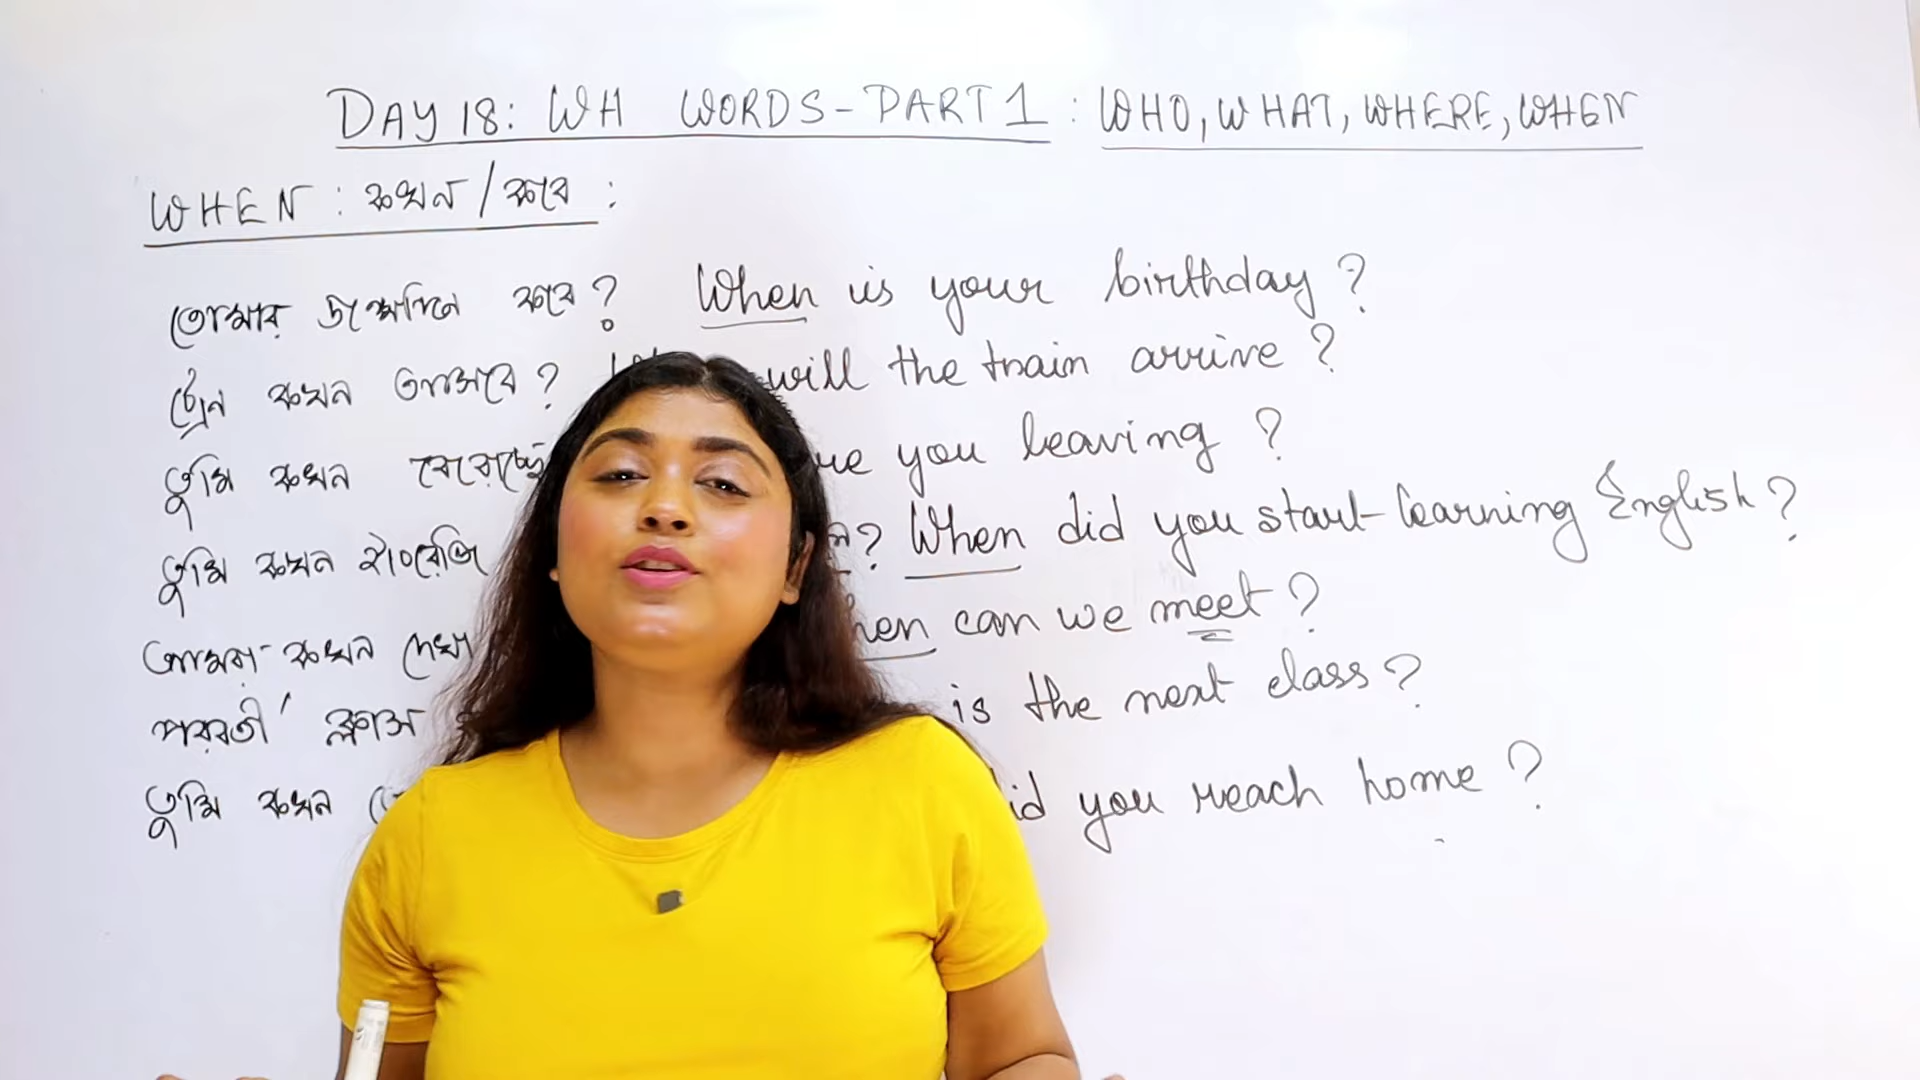 DAY 18: WH WORDS - PART 1 : WHO, WHAT, WHERE, WHEN
WHEN : কখন / কবে :
তোমার জন্মদিন কবে? When is your birthday?
ট্রেন কখন আসবে? will the train arrive?
তুমি কখন you leaving?
তুমি কখন ইংরেজি When did you start learning English?
আমরা কখন দেখা can we meet?
পরবর্তী ক্লাস is the next class?
তুমি কখন you reach home?